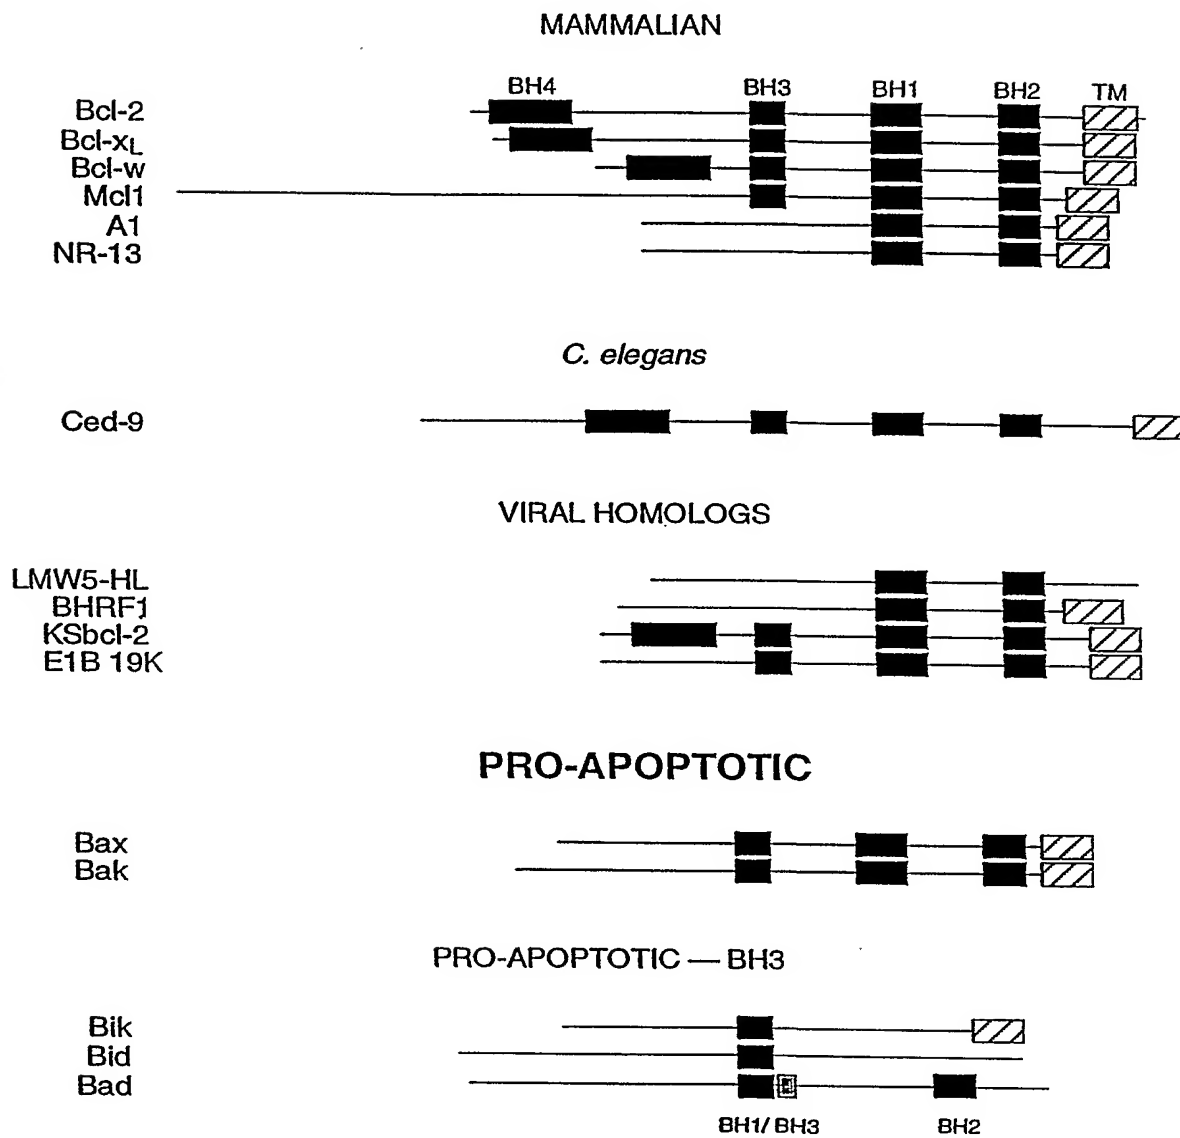 MAMMALIAN
BH4 BH3 BH1 BH2 TM
Bcl-2
Bcl-xL
Bcl-w
Mcl1
A1
NR-13
C. elegans
Ced-9
VIRAL HOMOLOGS
LMW5-HL
BHRF1
KSbcl-2
E1B 19K
PRO-APOPTOTIC
Bax
Bak
PRO-APOPTOTIC — BH3
Bik
Bid
Bad
BH1/ BH3 BH2